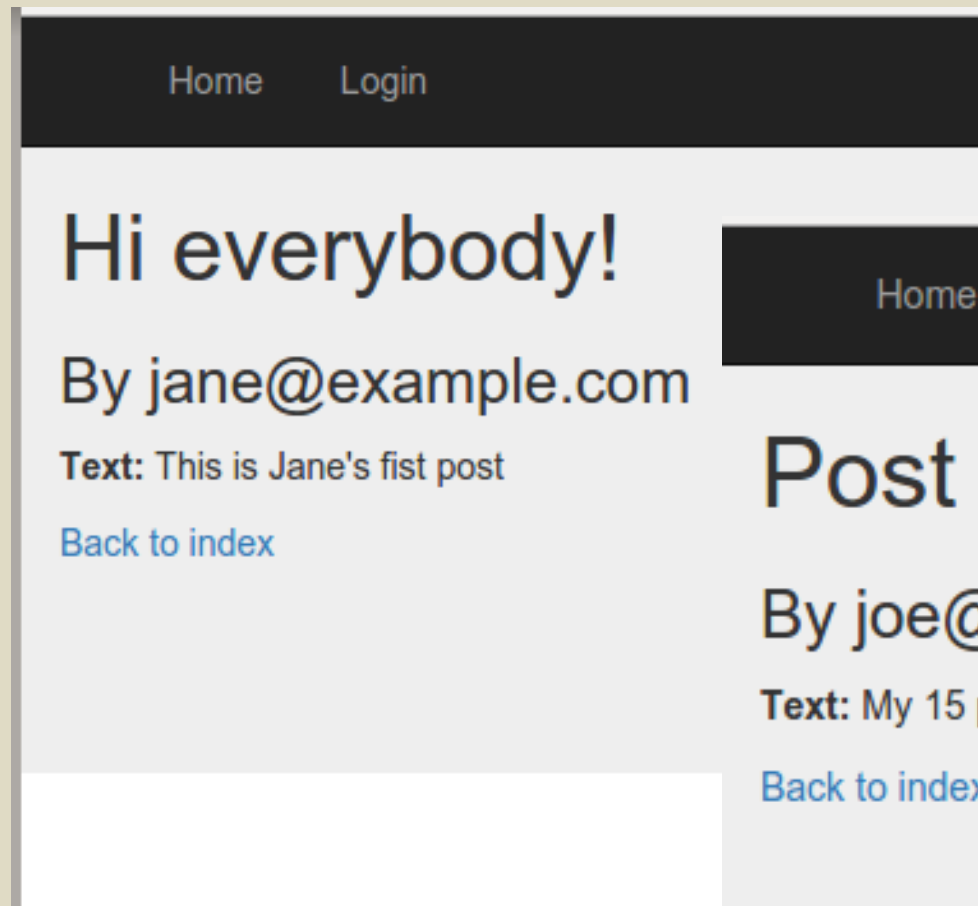 Home Login
Hi everybody!
By jane@example.com
Text: This is Jane's fist post
Back to index
Home
Post
By joe@
Text: My 15
Back to index